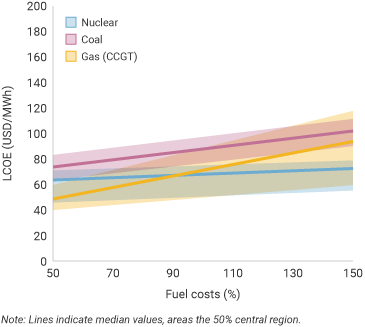 200
180
160
140
120
100
80
60
40
20
0
LCOE (USD/MWh)
Nuclear
Coal
Gas (CCGT)
50
70
90
110
130
150
Fuel costs (%)
Note: Lines indicate median values, areas the 50% central region.